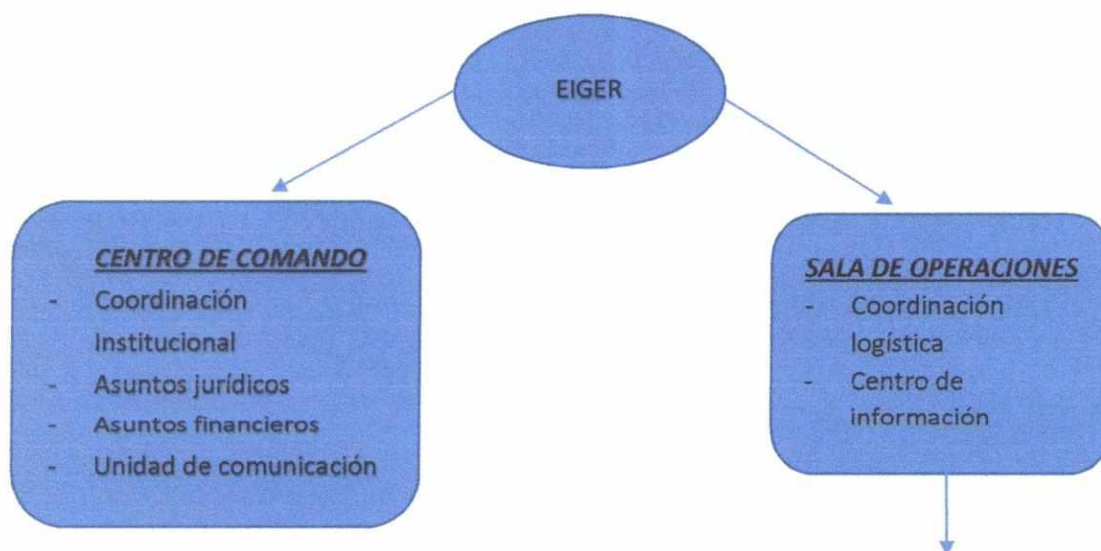 EIGER
CENTRO DE COMANDO
- Coordinación
Institucional
- Asuntos jurídicos
- Asuntos financieros
- Unidad de comunicación
SALA DE OPERACIONES
- Coordinación
logística
- Centro de
información